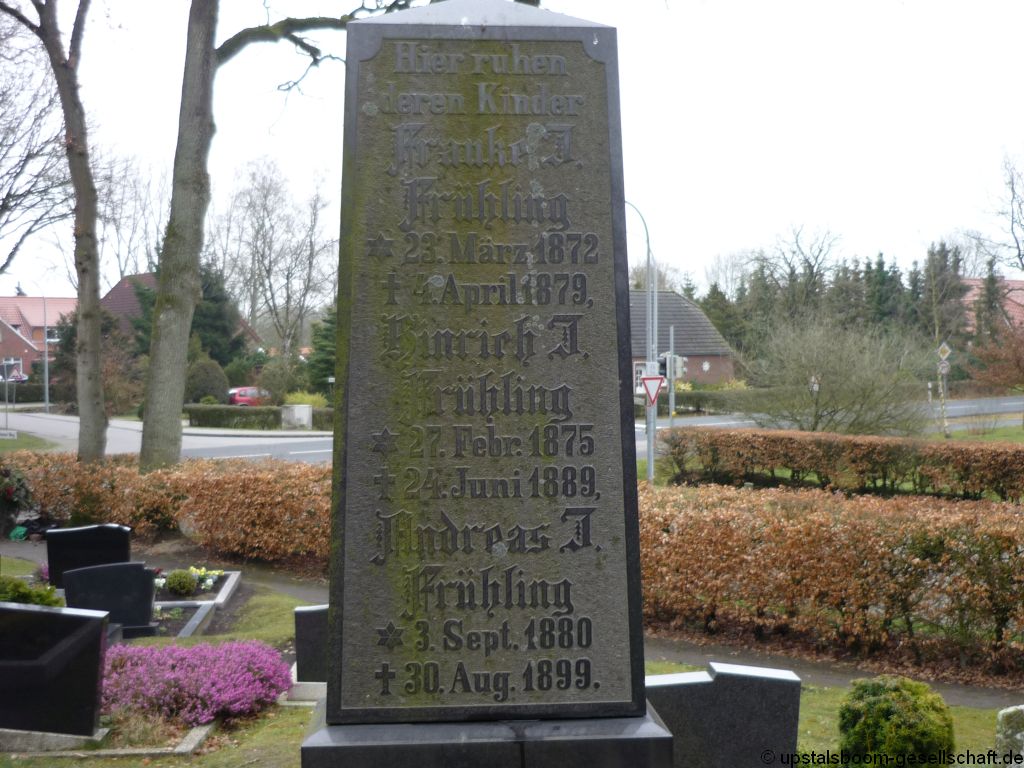 Hier ruhen
deren Kinder
Frauke J.
Frühling
* 23. März 1872
† 4. April 1879,
Hinrich J.
Frühling
* 27. Febr. 1875
† 24. Juni 1889,
Andreas J.
Frühling
* 3. Sept. 1880
† 30. Aug. 1899.
© upstalsboom-gesellschaft.de